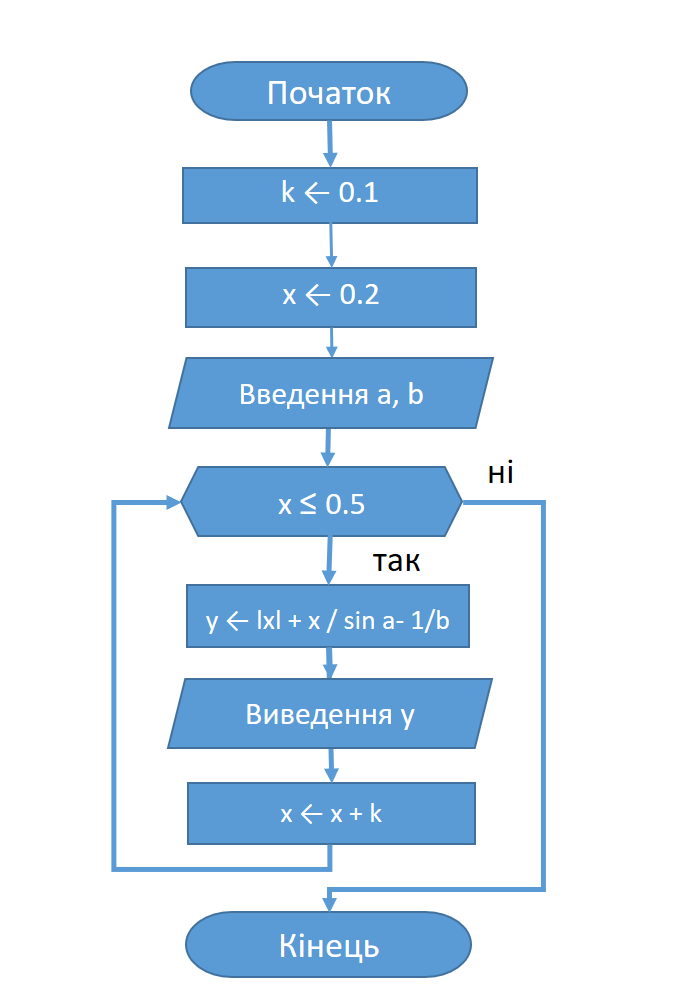 Початок
k ← 0.1
x ← 0.2
Введення a, b
x ≤ 0.5
ні
так
y ← lxl + x / sin a- 1/b
Виведення y
x ← x + k
Кінець